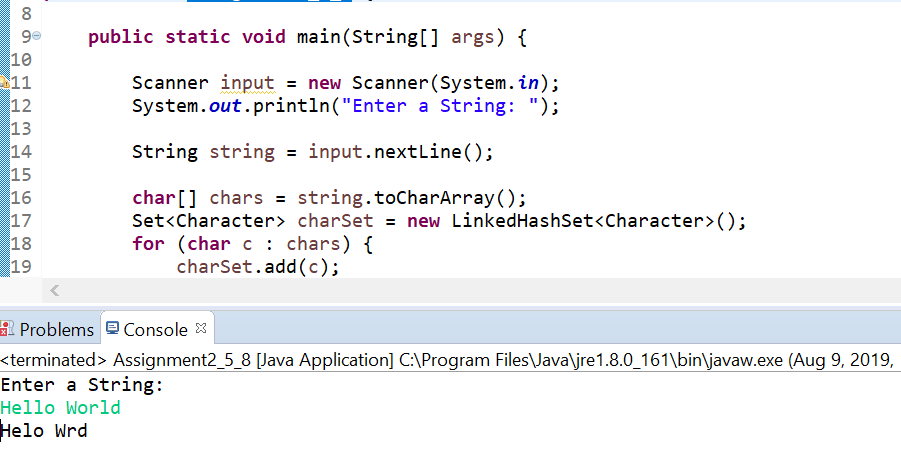 8
9 public static void main(String[] args) {
10
11 Scanner input = new Scanner(System.in);
12 System.out.println("Enter a String: ");
13
14 String string = input.nextLine();
15
16 char[] chars = string.toCharArray();
17 Set<Character> charSet = new LinkedHashSet<Character>();
18 for (char c : chars) {
19 charSet.add(c);
Problems Console
<terminated> Assignment2_5_8 [Java Application] C:\Program Files\Java\jre1.8.0_161\bin\javaw.exe (Aug 9, 2019,
Enter a String:
Hello World
Helo Wrd